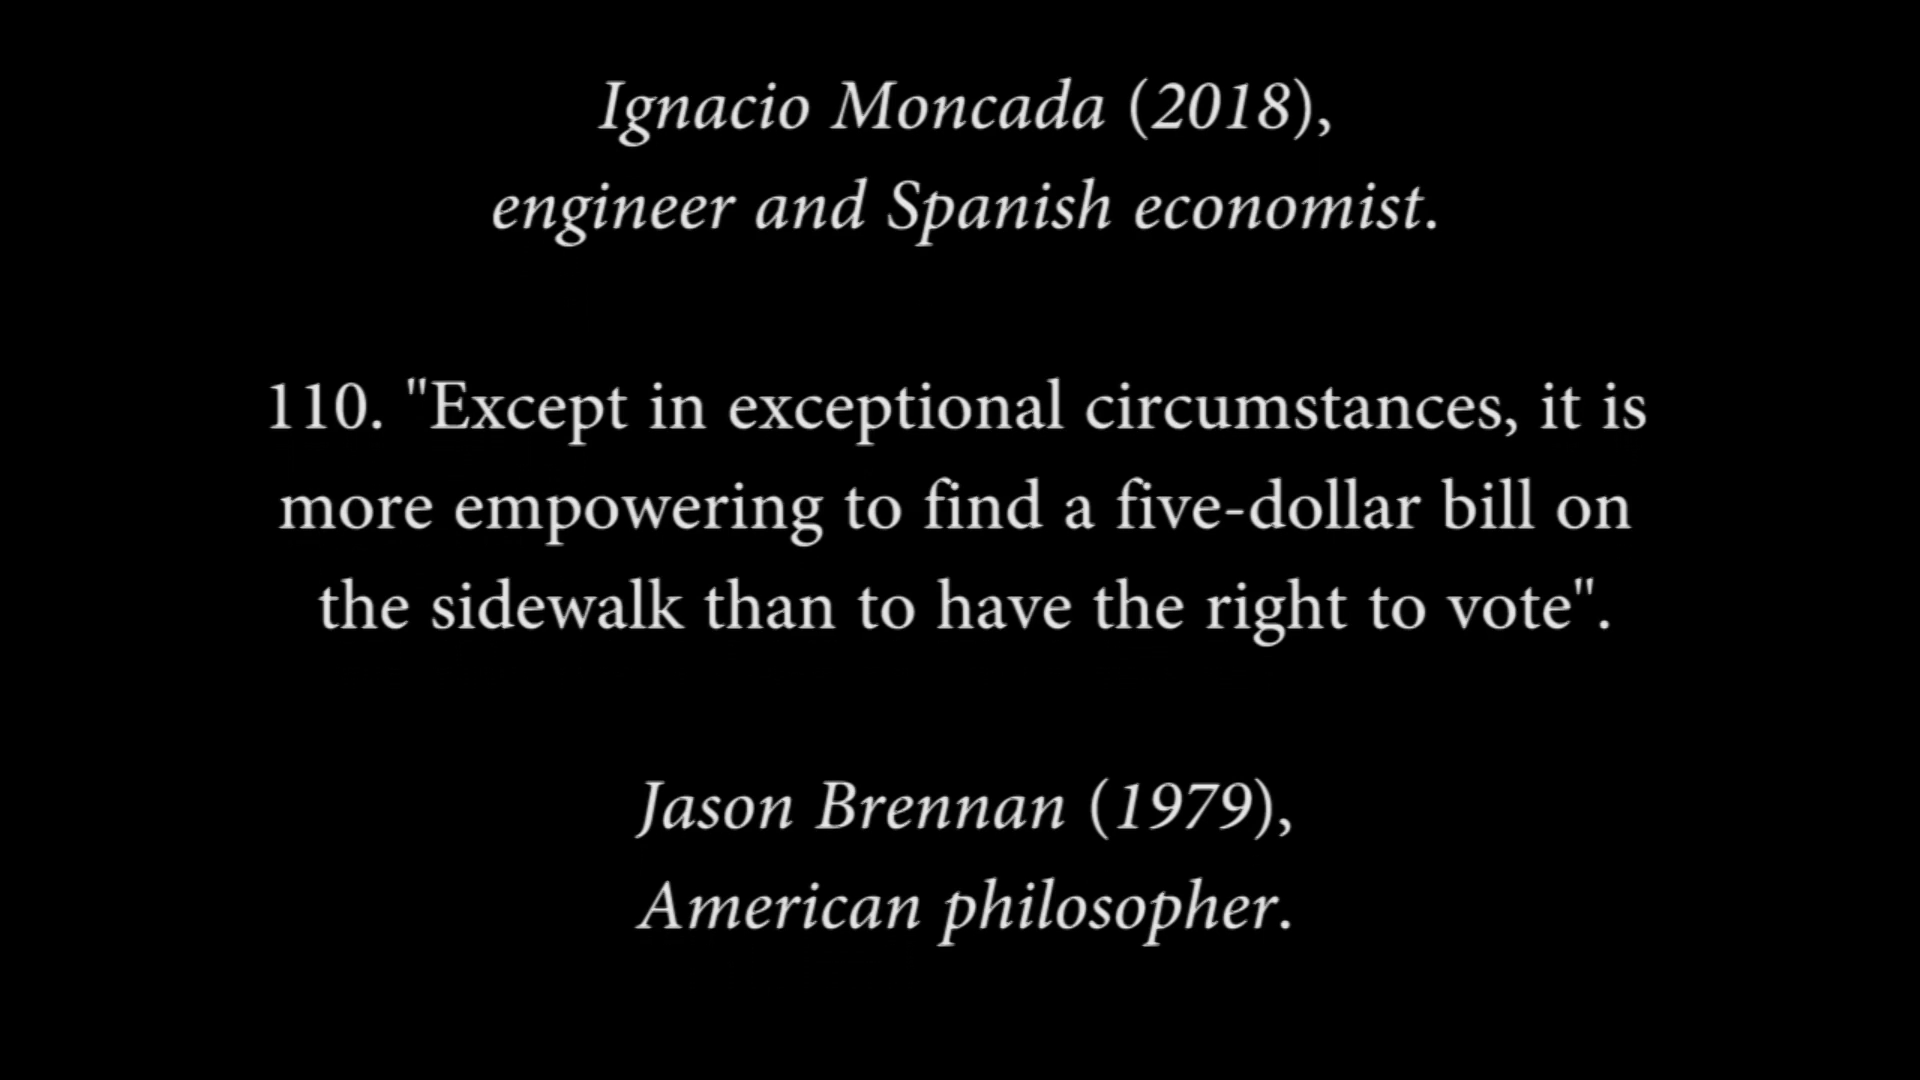 Ignacio Moncada (2018),
engineer and Spanish economist.
110. "Except in exceptional circumstances, it is
more empowering to find a five-dollar bill on
the sidewalk than to have the right to vote".
Jason Brennan (1979),
American philosopher.